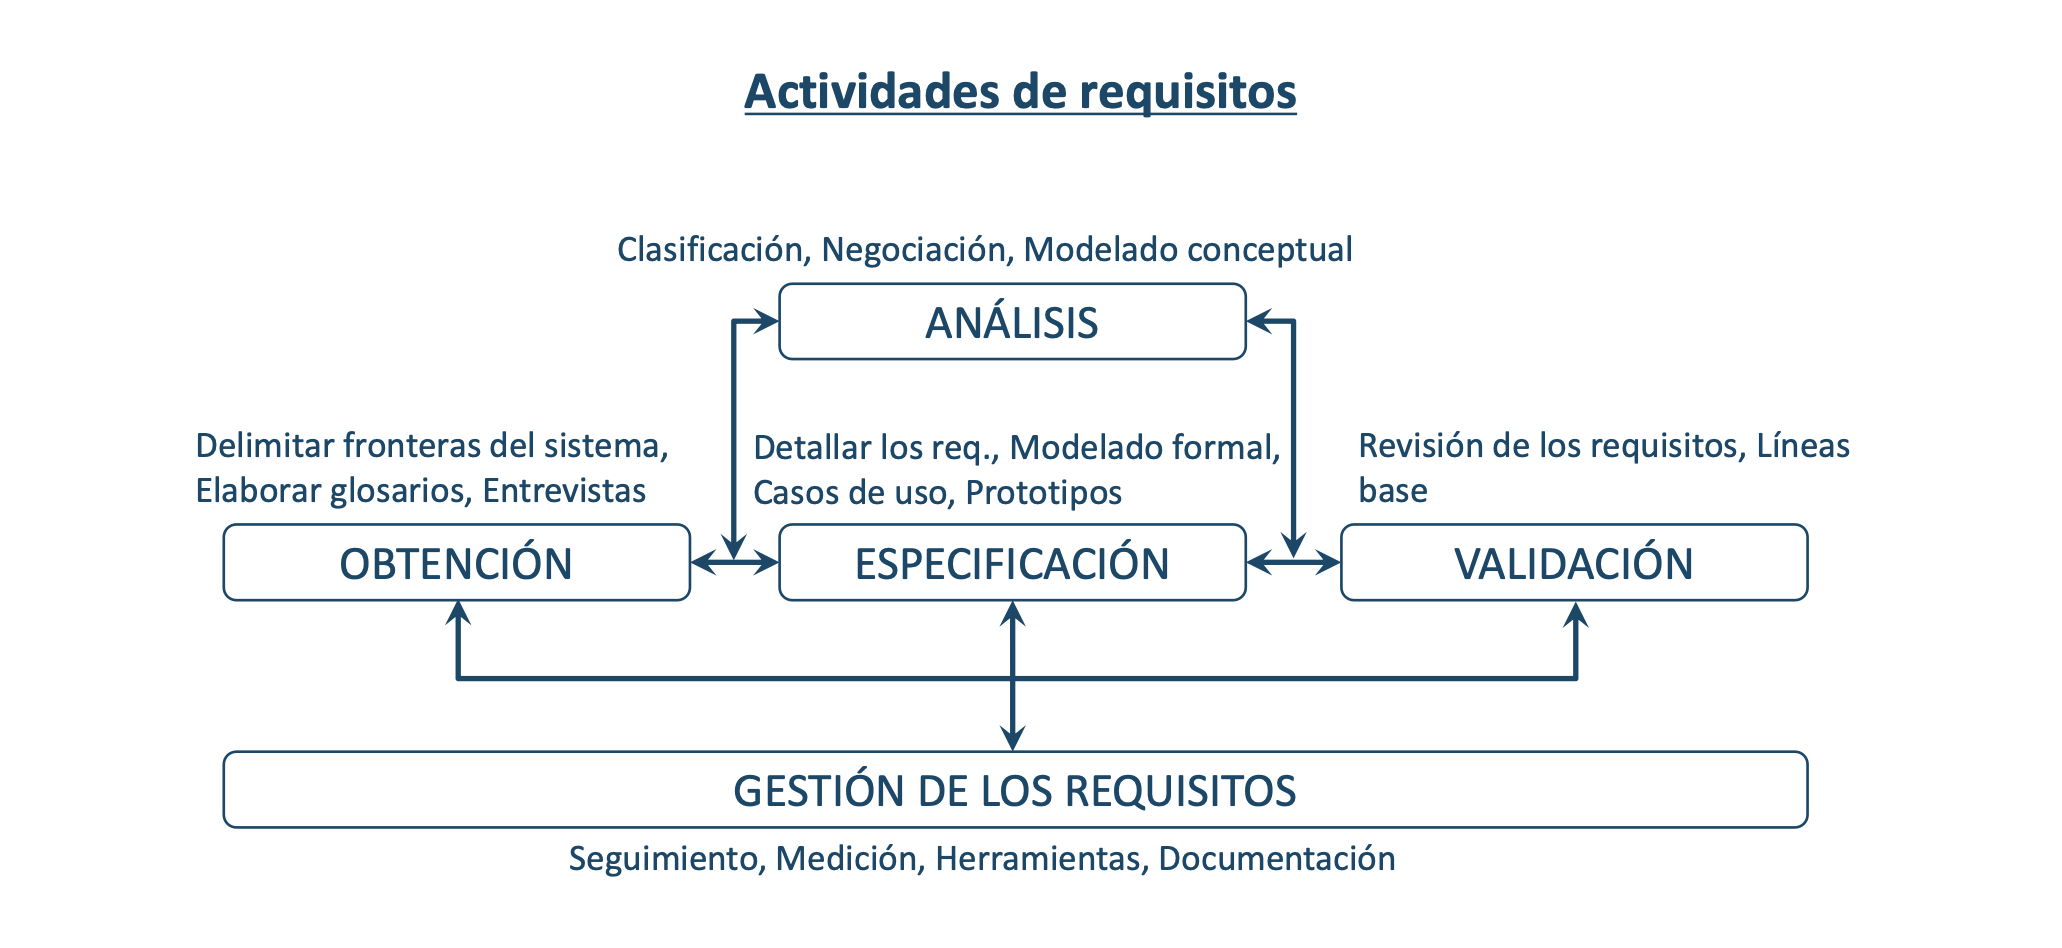 Actividades de requisitos
Clasificación, Negociación, Modelado conceptual
ANÁLISIS
Delimitar fronteras del sistema,
Elaborar glosarios, Entrevistas
OBTENCIÓN
Detallar los req., Modelado formal,
Casos de uso, Prototipos
ESPECIFICACIÓN
Revisión de los requisitos, Líneas
base
VALIDACIÓN
GESTIÓN DE LOS REQUISITOS
Seguimiento, Medición, Herramientas, Documentación